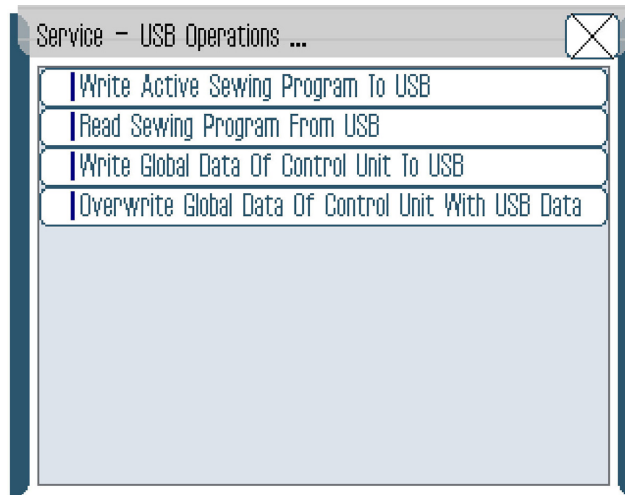 Service - USB Operations ...
Write Active Sewing Program To USB
Read Sewing Program From USB
Write Global Data Of Control Unit To USB
Overwrite Global Data Of Control Unit With USB Data